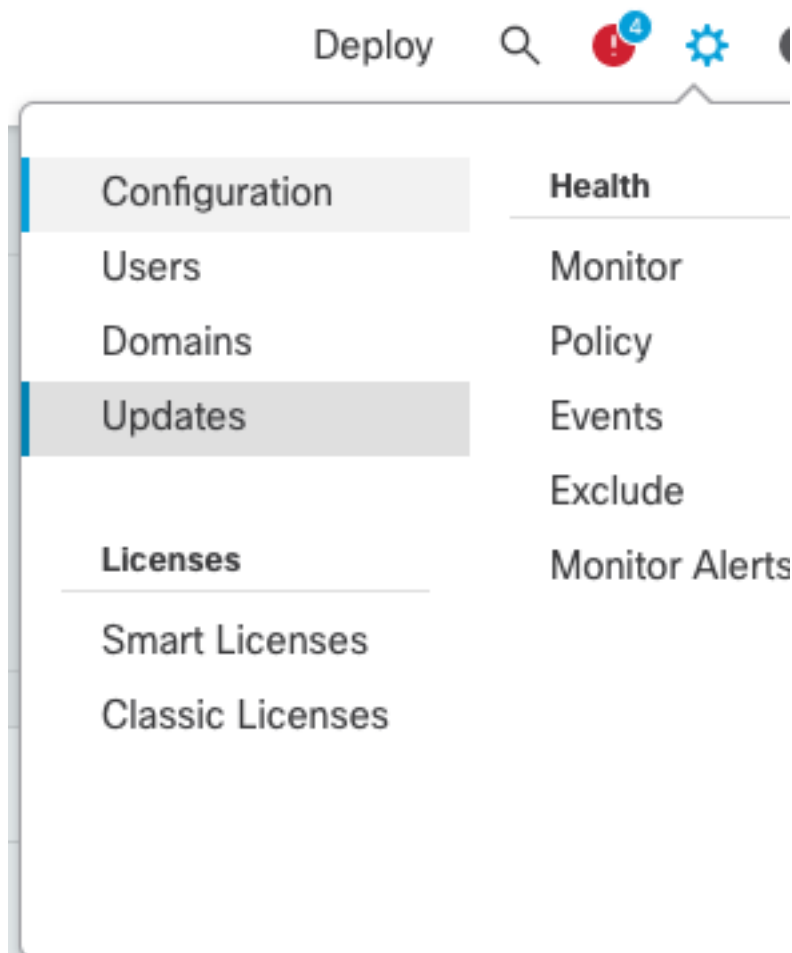 Deploy
4
Configuration
Users
Domains
Updates
Licenses
Smart Licenses
Classic Licenses
Health
Monitor
Policy
Events
Exclude
Monitor Alerts